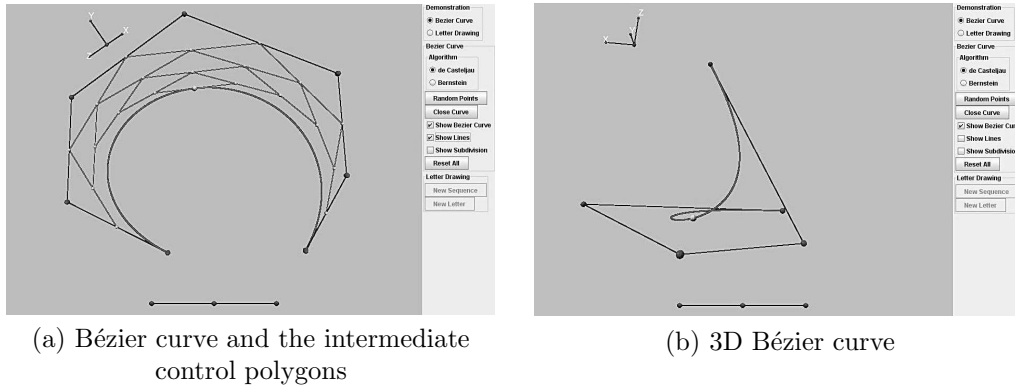 Y
X
Z
Demonstration
Bezier Curve
Letter Drawing
Bezier Curve
Algorithm
de Casteljau
Bernstein
Random Points
Close Curve
Show Bezier Curve
Show Lines
Show Subdivision
Reset All
Letter Drawing
New Sequence
New Letter
(a) Bézier curve and the intermediate
control polygons
Z
Y
X
Demonstration
Bezier Curve
Letter Drawing
Bezier Curve
Algorithm
de Casteljau
Bernstein
Random Points
Close Curve
Show Bezier Curv
Show Lines
Show Subdivision
Reset All
Letter Drawing
New Sequence
New Letter
(b) 3D Bézier curve